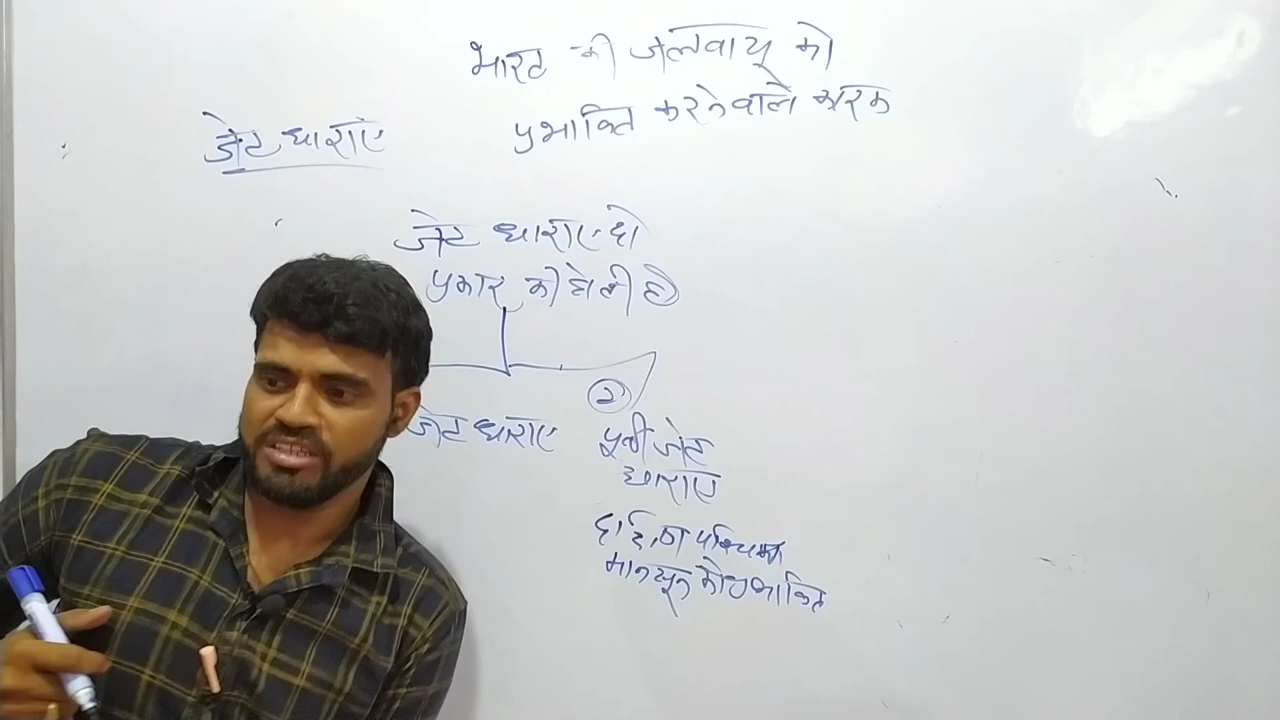 भारत की जलवायु को
प्रभावित करने वाले कारक
जेट धाराएं
जेट धाराए दो
प्रकार की होती है
②
जेट धाराए
पूर्वी जेट
धाराए
दक्षिण पश्चिम
मानसून को प्रभावित